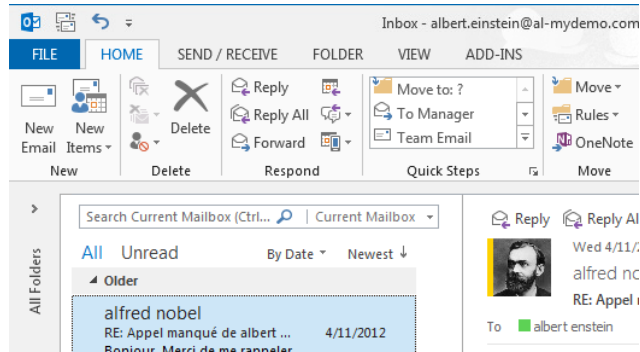 Inbox - albert.einstein@al-mydemo.com
FILE HOME SEND / RECEIVE FOLDER VIEW ADD-INS
New Email
New Items
Delete
Reply
Reply All
Forward
Move to: ?
To Manager
Team Email
Move
Rules
OneNote
New Delete Respond Quick Steps Move
All Folders
Search Current Mailbox (Ctrl... Current Mailbox
All Unread By Date Newest
Older
alfred nobel
RE: Appel manqué de albert ... 4/11/2012
Bonjour, Merci de me rappeler
Reply Reply Al
Wed 4/11/2
alfred no
RE: Appel
To albert enstein